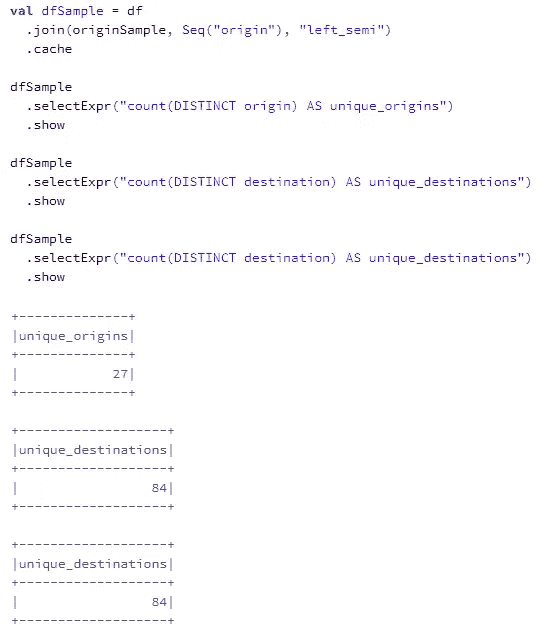 val dfSample = df
  .join(originSample, Seq("origin"), "left_semi")
  .cache

dfSample
  .selectExpr("count(DISTINCT origin) AS unique_origins")
  .show

dfSample
  .selectExpr("count(DISTINCT destination) AS unique_destinations")
  .show

dfSample
  .selectExpr("count(DISTINCT destination) AS unique_destinations")
  .show

+--------------+
|unique_origins|
+--------------+
|            27|
+--------------+

+-------------------+
|unique_destinations|
+-------------------+
|                 84|
+-------------------+

+-------------------+
|unique_destinations|
+-------------------+
|                 84|
+-------------------+